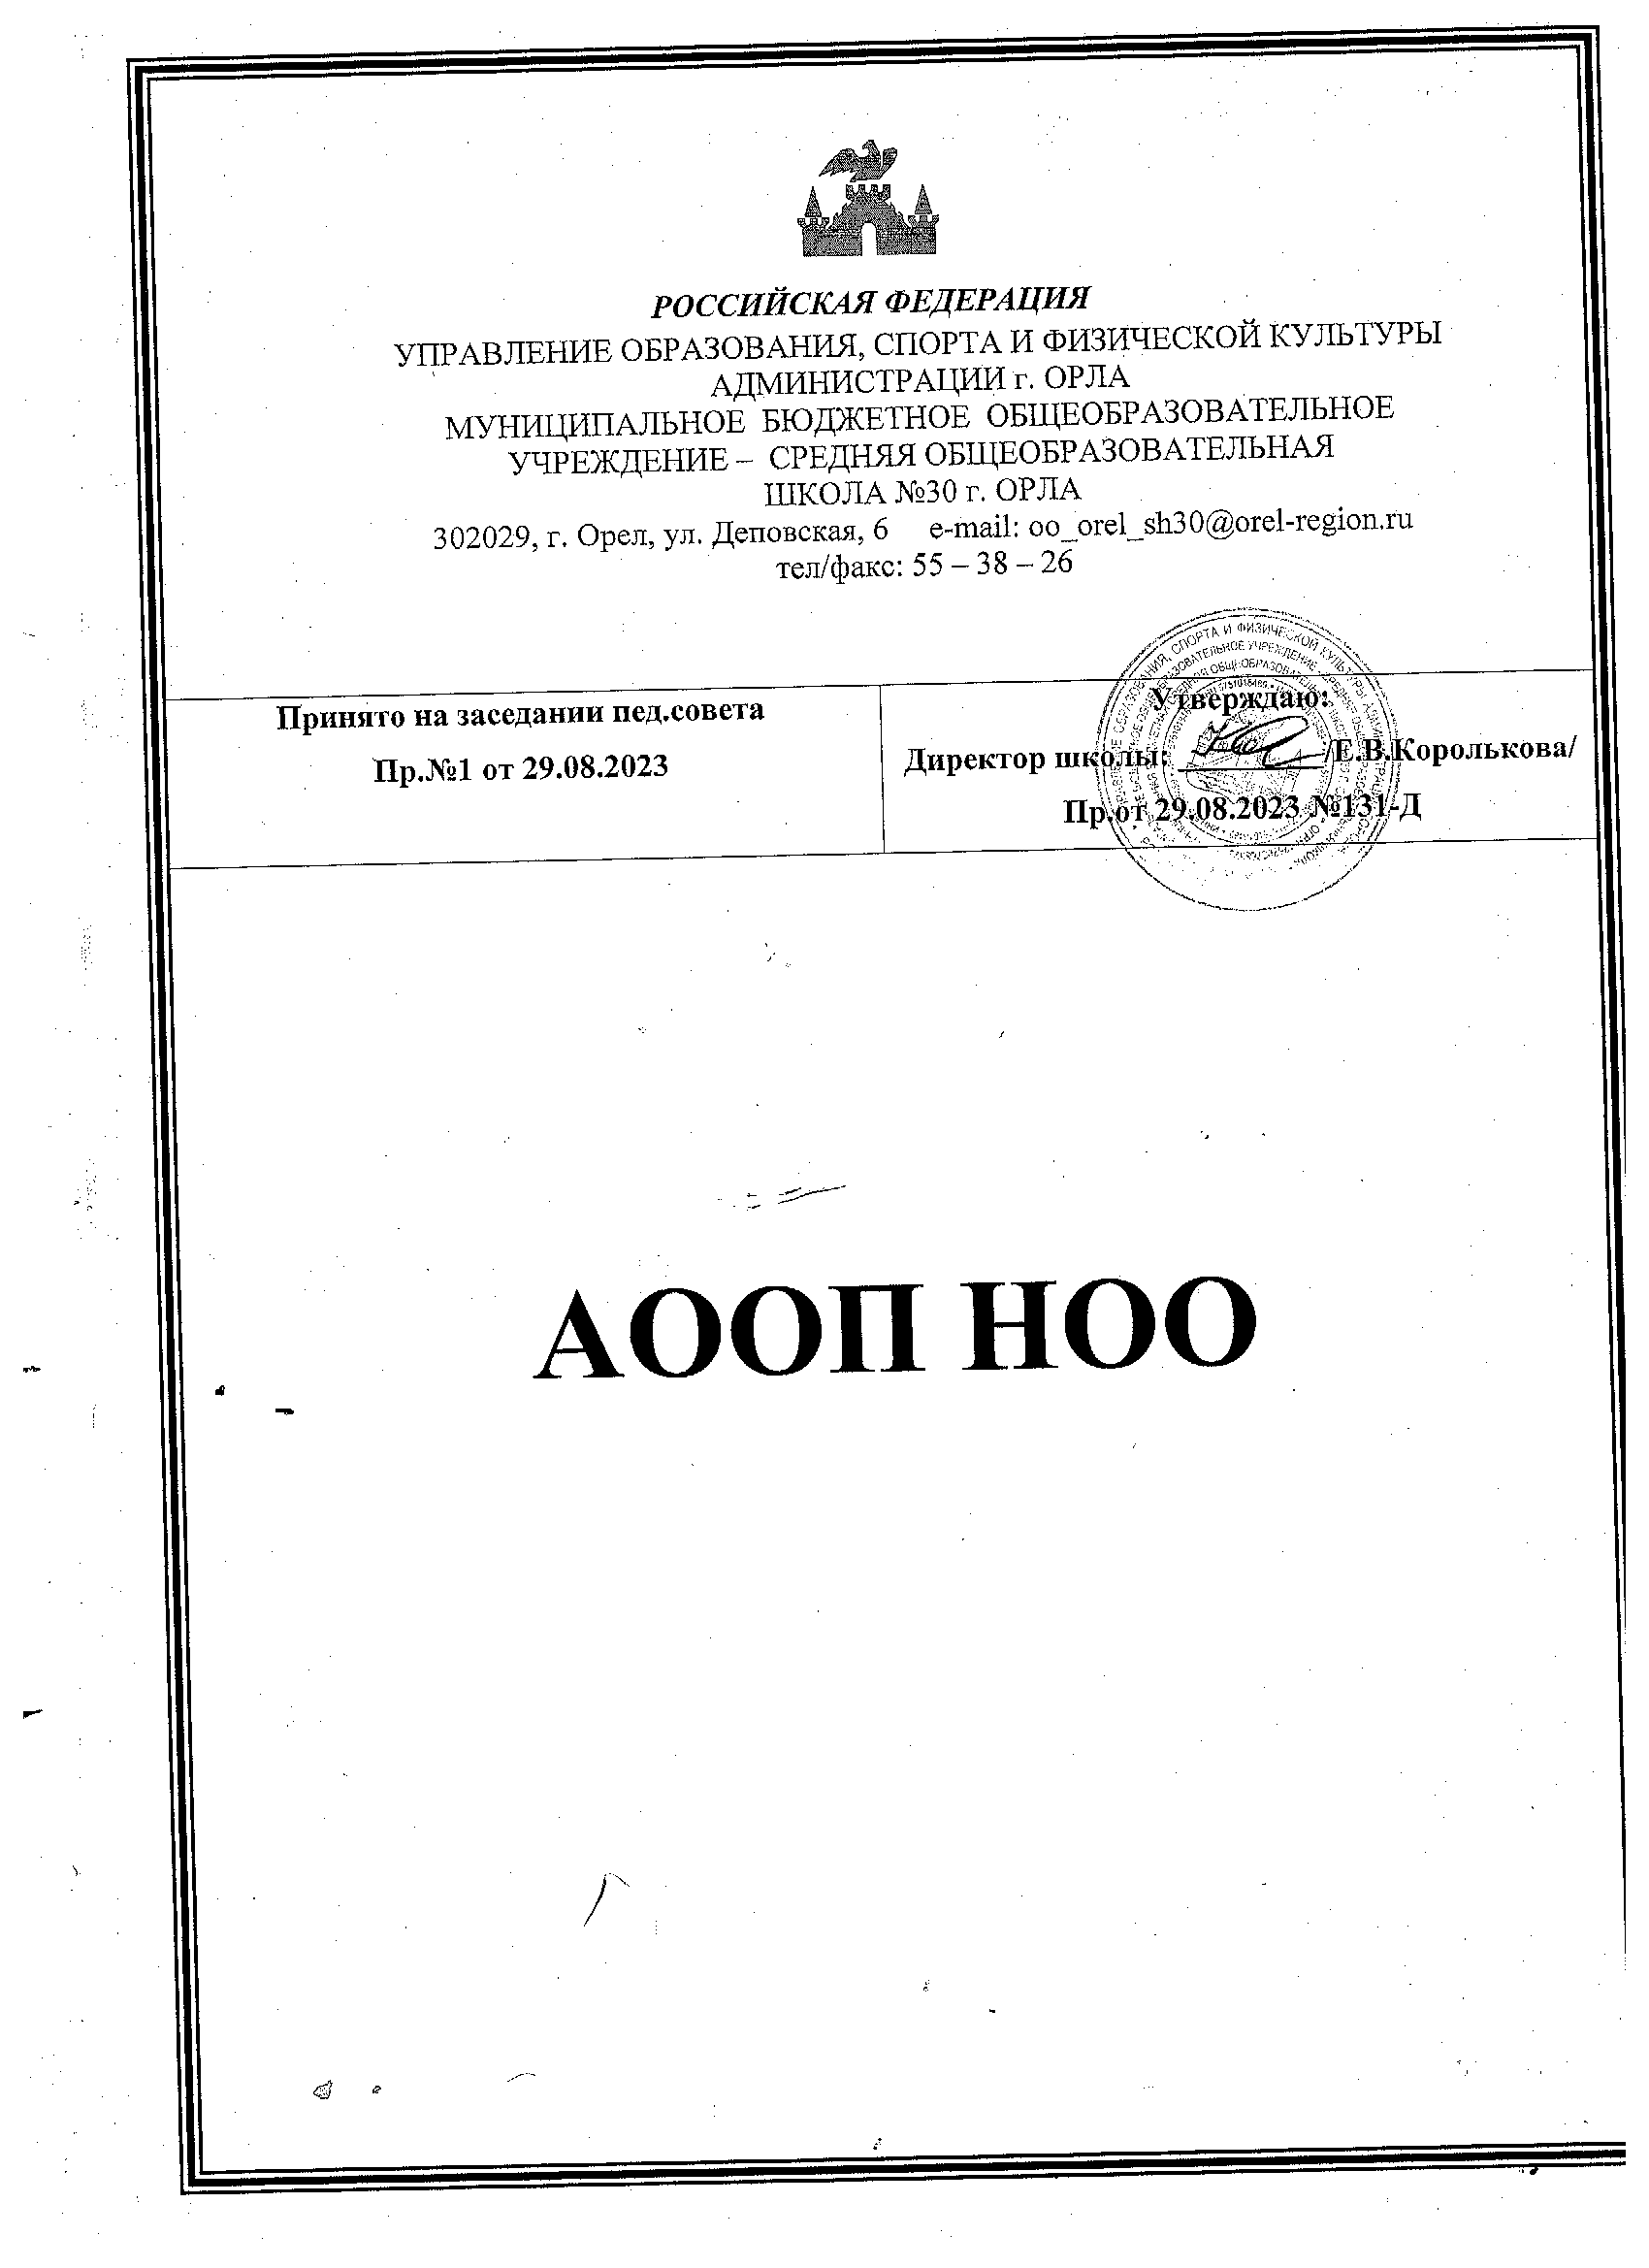 РОССИЙСКАЯ ФЕДЕРАЦИЯ
УПРАВЛЕНИЕ ОБРАЗОВАНИЯ, СПОРТА И ФИЗИЧЕСКОЙ КУЛЬТУРЫ
АДМИНИСТРАЦИИ г. ОРЛА
МУНИЦИПАЛЬНОЕ БЮДЖЕТНОЕ ОБЩЕОБРАЗОВАТЕЛЬНОЕ
УЧРЕЖДЕНИЕ – СРЕДНЯЯ ОБЩЕОБРАЗОВАТЕЛЬНАЯ
ШКОЛА №30 г. ОРЛА
302029, г. Орел, ул. Деповская, 6 e-mail: oo_orel_sh30@orel-region.ru
тел/факс: 55 – 38 – 26
Принято на заседании пед.совета
Пр.№1 от 29.08.2023
Утверждаю:
Директор школы: /Е.В.Королькова/
Пр.от 29.08.2023 №131-Д
АООП НОО